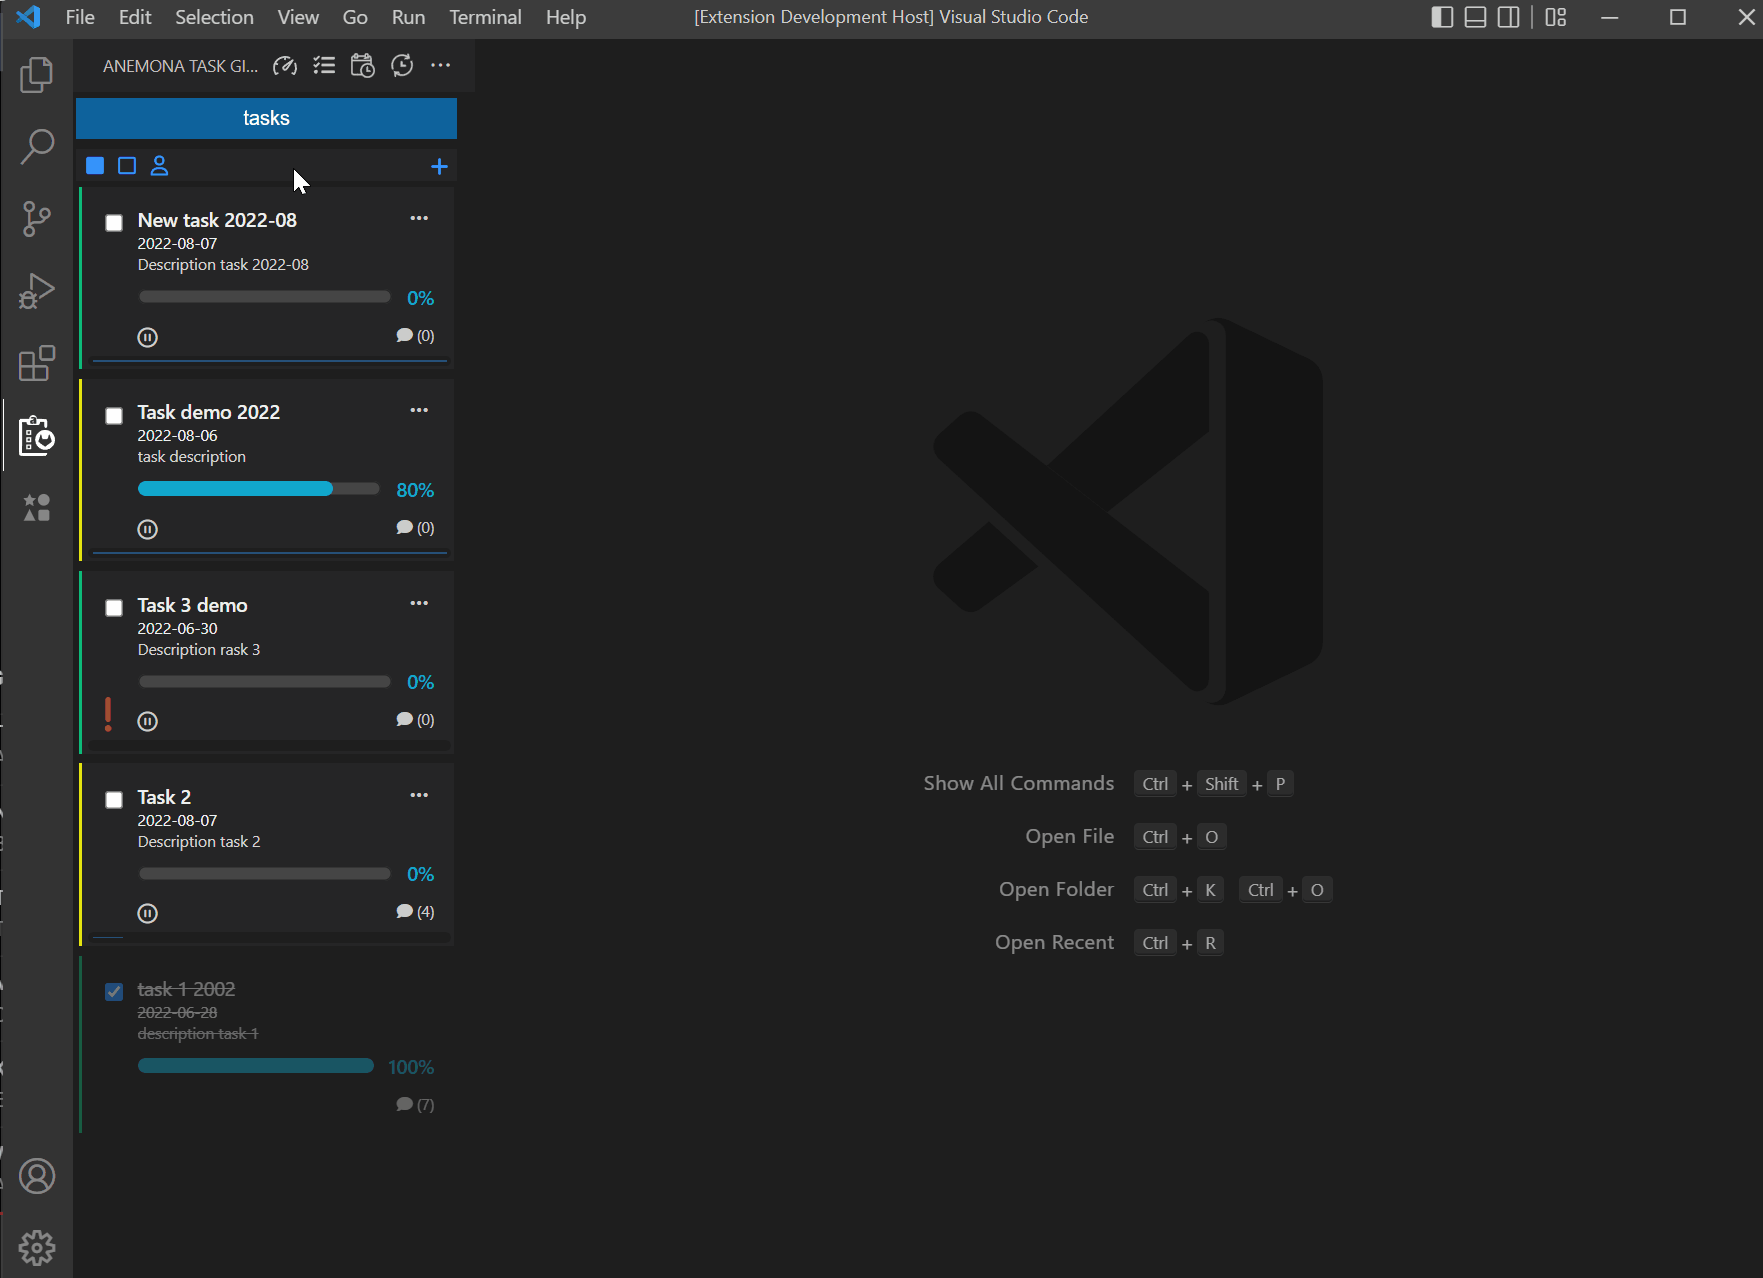 File Edit Selection View Go Run Terminal Help [Extension Development Host] Visual Studio Code
ANEMONA TASK GI...
tasks
New task 2022-08
2022-08-07
Description task 2022-08
0%
(0)
Task demo 2022
2022-08-06
task description
80%
(0)
Task 3 demo
2022-06-30
Description rask 3
0%
(0)
Task 2
2022-08-07
Description task 2
0%
(4)
task 1 2002
2022-06-28
description task 1
100%
(7)
Show All Commands Ctrl + Shift + P
Open File Ctrl + O
Open Folder Ctrl + K Ctrl + O
Open Recent Ctrl + R